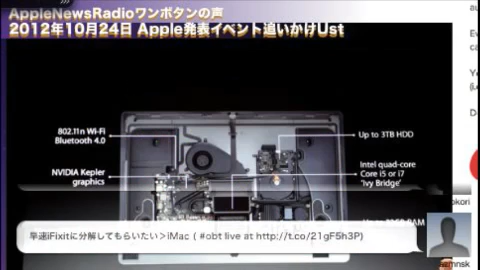 AppleNewsRadioワンボタンの声
2012年10月24日 Apple発表イベント追いかけUst
802.11n Wi-Fi
Bluetooth 4.0
Up to 3TB HDD
NVIDIA Kepler
graphics
Intel quad-core
Core i5 or i7
'Ivy Bridge'
早速iFixitに分解してもらいたい＞iMac ( #obt live at http://t.co/21gF5h3P)